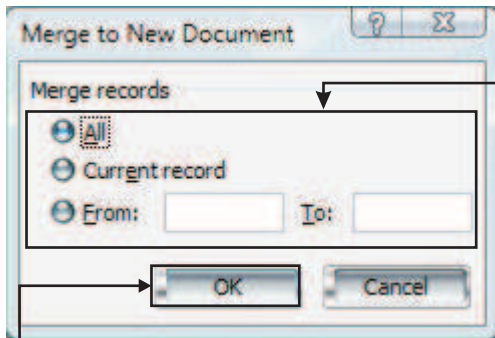 Merge to New Document
Merge records
All
Current record
From: To:
OK Cancel